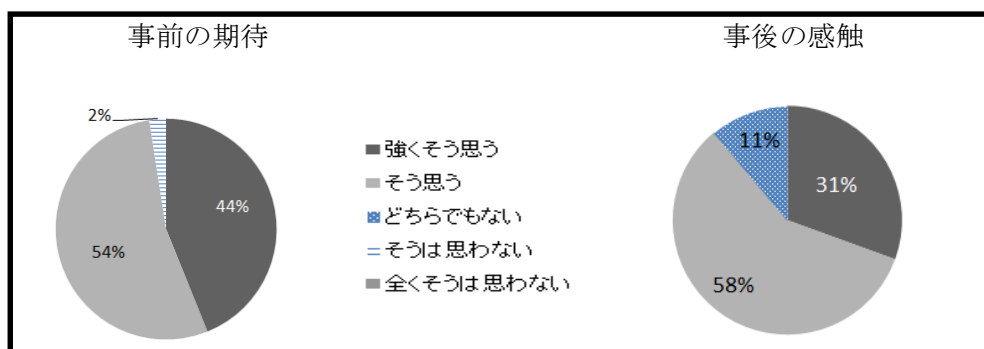 事前の期待
事後の感触
2%
44%
54%
強くそう思う
そう思う
どちらでもない
そうは思わない
全くそうは思わない
11%
31%
58%